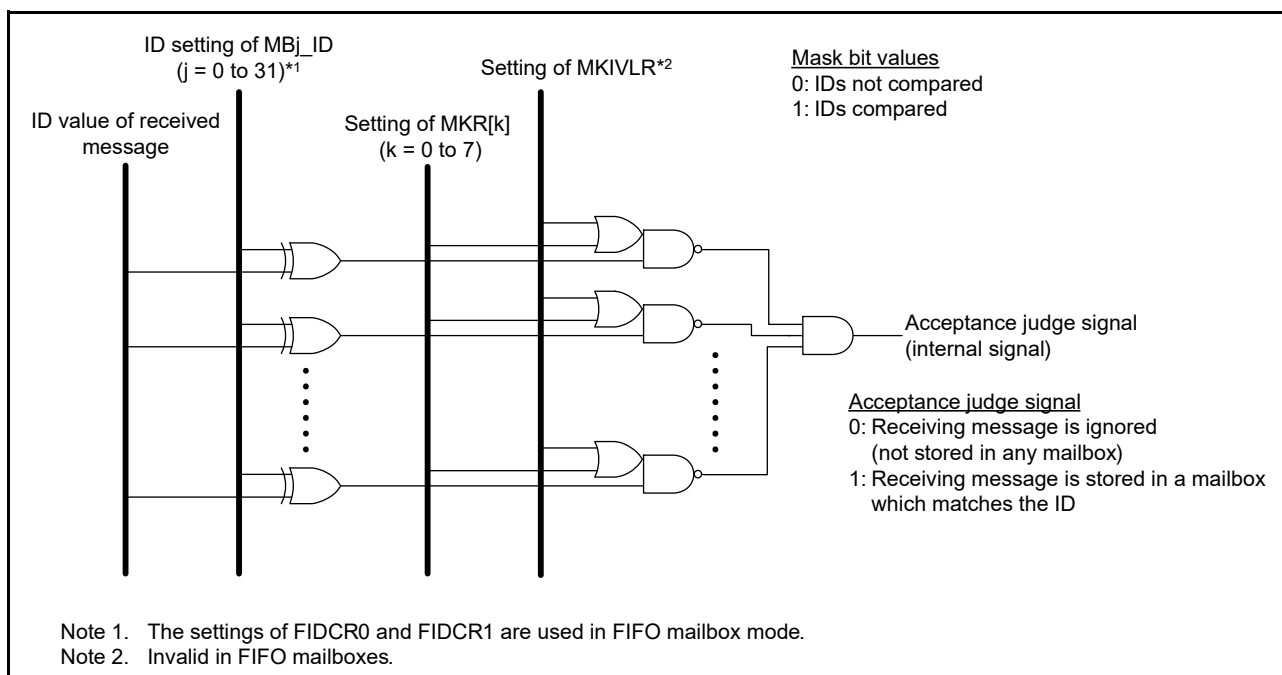 ID setting of MBj_ID
(j = 0 to 31)*1
Setting of MKIVLR*2
Mask bit values
0: IDs not compared
1: IDs compared
ID value of received
message
Setting of MKR[k]
(k = 0 to 7)
Acceptance judge signal
(internal signal)
Acceptance judge signal
0: Receiving message is ignored
(not stored in any mailbox)
1: Receiving message is stored in a mailbox
which matches the ID
Note 1. The settings of FIDCR0 and FIDCR1 are used in FIFO mailbox mode.
Note 2. Invalid in FIFO mailboxes.